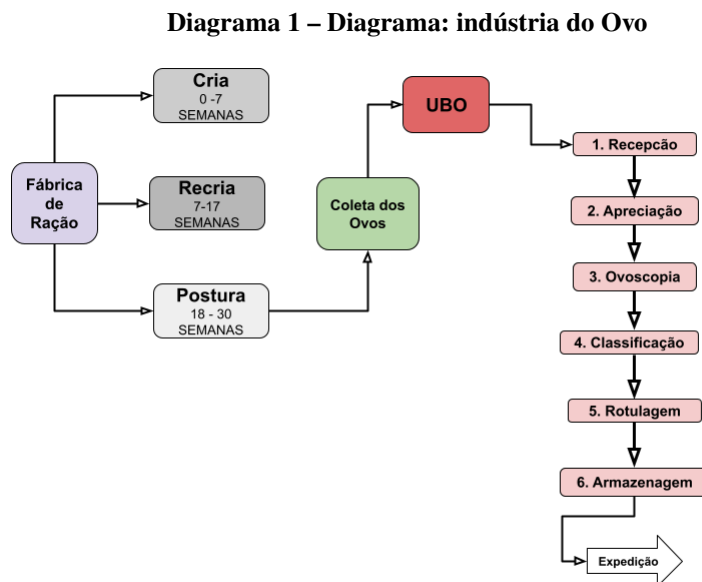 Diagrama 1 – Diagrama: indústria do Ovo
Cria
0 -7
SEMANAS
Fábrica
de
Ração
Recria
7-17
SEMANAS
Postura
18 - 30
SEMANAS
Coleta dos
Ovos
UBO
1. Recepcão
2. Apreciação
3. Ovoscopia
4. Classificação
5. Rotulagem
6. Armazenagem
Expedição